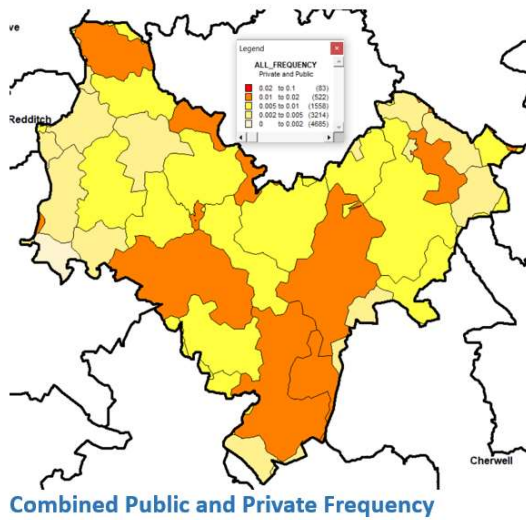 ve
Legend
ALL_FREQUENCY
Private and Public
0.02 to 0.1 (83)
0.01 to 0.02 (522)
0.005 to 0.01 (1558)
0.002 to 0.005 (3214)
0 to 0.002 (4685)
Redditch
Cherwell
Combined Public and Private Frequency